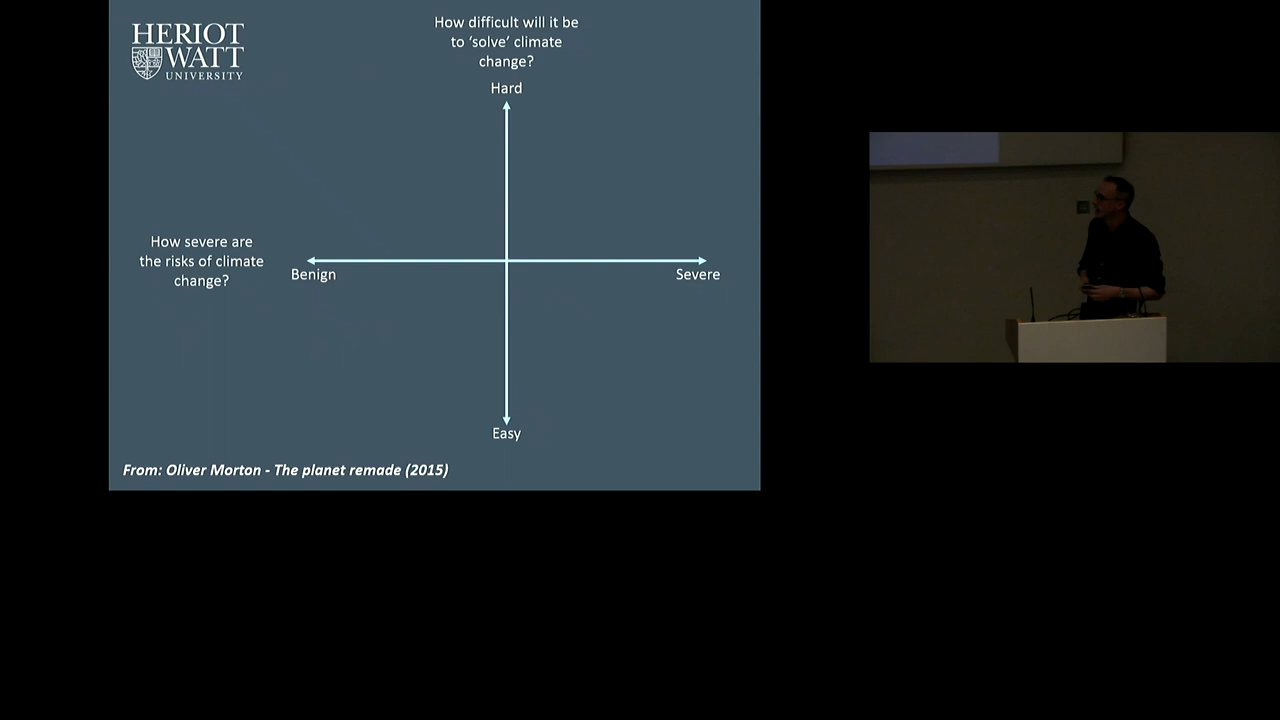 HERIOT
WATT
UNIVERSITY
How difficult will it be
to ‘solve’ climate
change?
Hard
How severe are
the risks of climate
change?
Benign
Severe
Easy
From: Oliver Morton - The planet remade (2015)